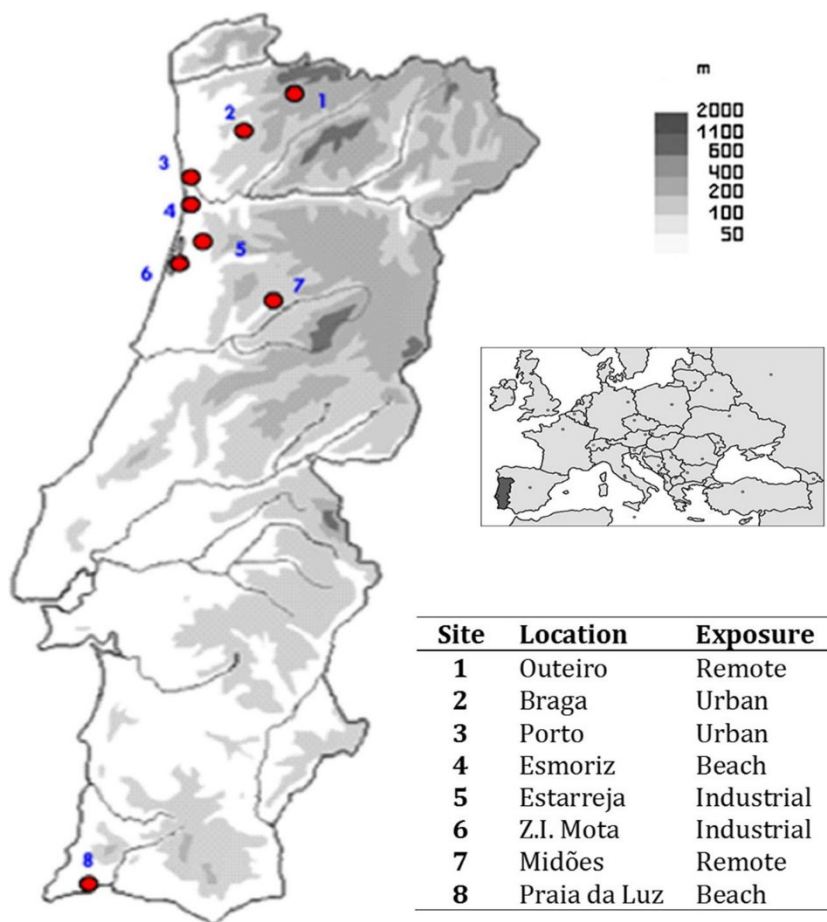 m
2000
1100
600
400
200
100
50
1
2
3
4
5
6
7
8
Site Location Exposure
1 Outeiro Remote
2 Braga Urban
3 Porto Urban
4 Esmoriz Beach
5 Estarreja Industrial
6 Z.I. Mota Industrial
7 Midões Remote
8 Praia da Luz Beach